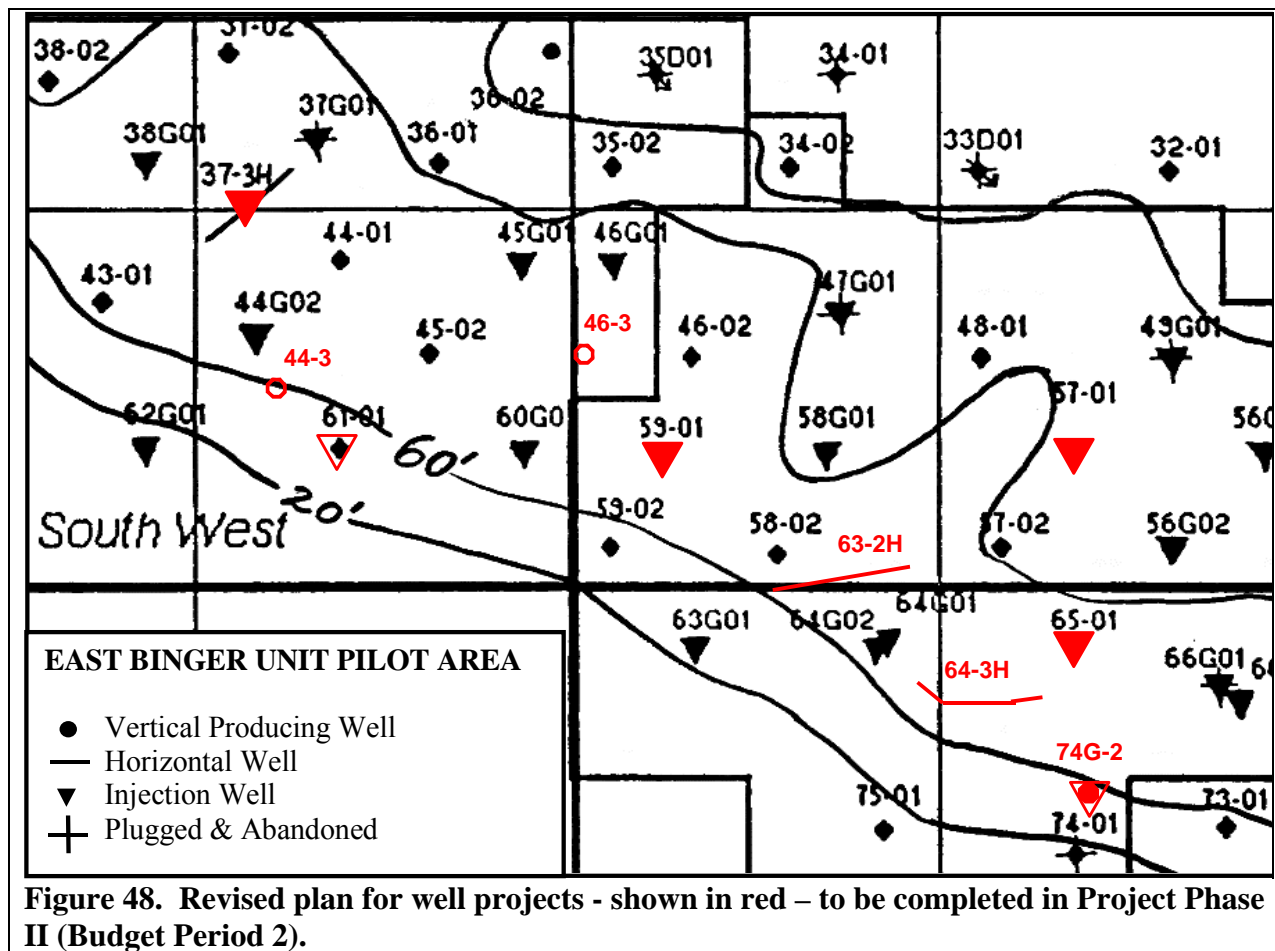 38-02
37-02
36-02
35D01
34-01
38G01
37G01
36-01
35-02
34-02
33D01
32-01
37-3H
44-01
45G01
46G01
43-01
44G02
45-02
46-3
46-02
47G01
48-01
49G01
44-3
62G01
61-01
60G0
59-01
58G01
57-01
60'
20'
South West
59-02
58-02
63-2H
57-02
56G02
63G01
64G02
64G01
65-01
66G01
64-3H
74G-2
75-01
74-01
73-01
EAST BINGER UNIT PILOT AREA
Vertical Producing Well
Horizontal Well
Injection Well
Plugged & Abandoned
Figure 48. Revised plan for well projects - shown in red – to be completed in Project Phase
II (Budget Period 2).